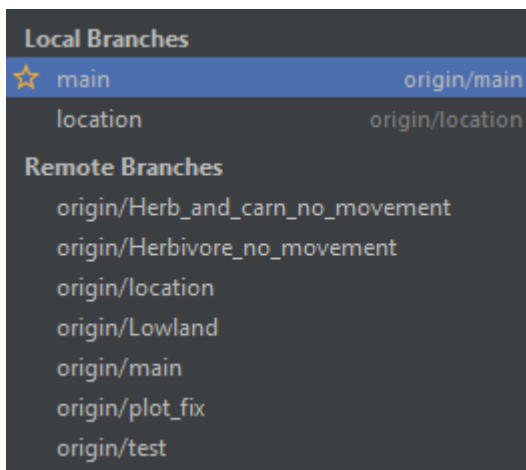 Local Branches
main origin/main
location origin/location
Remote Branches
origin/Herb_and_carn_no_movement
origin/Herbivore_no_movement
origin/location
origin/Lowland
origin/main
origin/plot_fix
origin/test